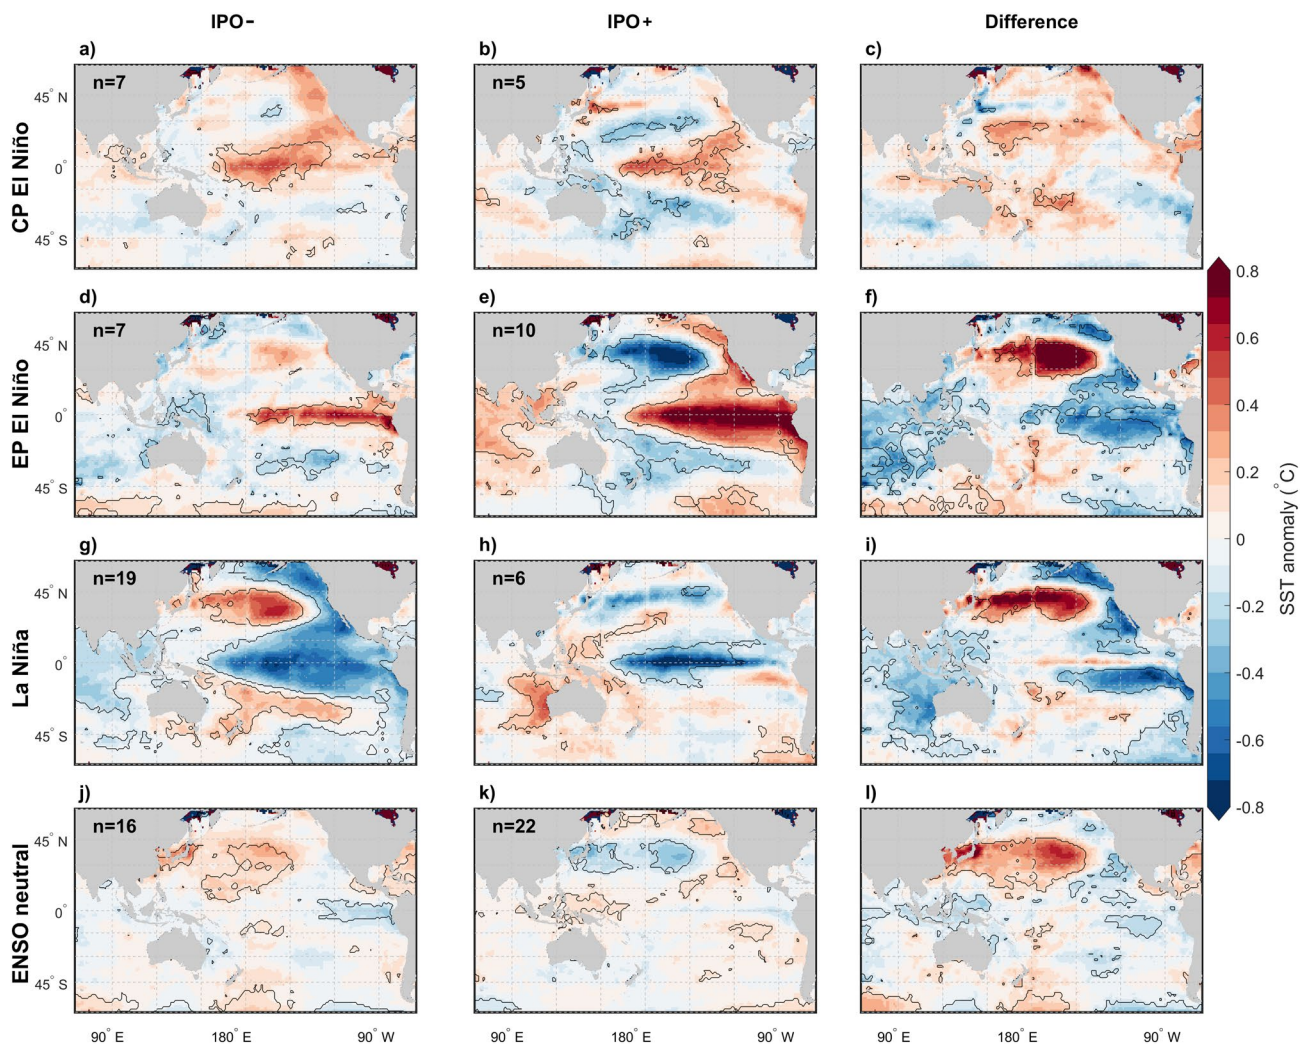 IPO− IPO+ Difference
a) b) c)
CP El Niño
n=7 n=5
45° N
0°
45° S
d) e) f)
EP El Niño
n=7 n=10
45° N
0°
45° S
g) h) i)
La Niña
n=19 n=6
45° N
0°
45° S
j) k) l)
ENSO neutral
n=16 n=22
45° N
0°
45° S
90° E 180° E 90° W 90° E 180° E 90° W 90° E 180° E 90° W
0.8
0.6
0.4
0.2
0
-0.2
-0.4
-0.6
-0.8
SST anomaly (°C)